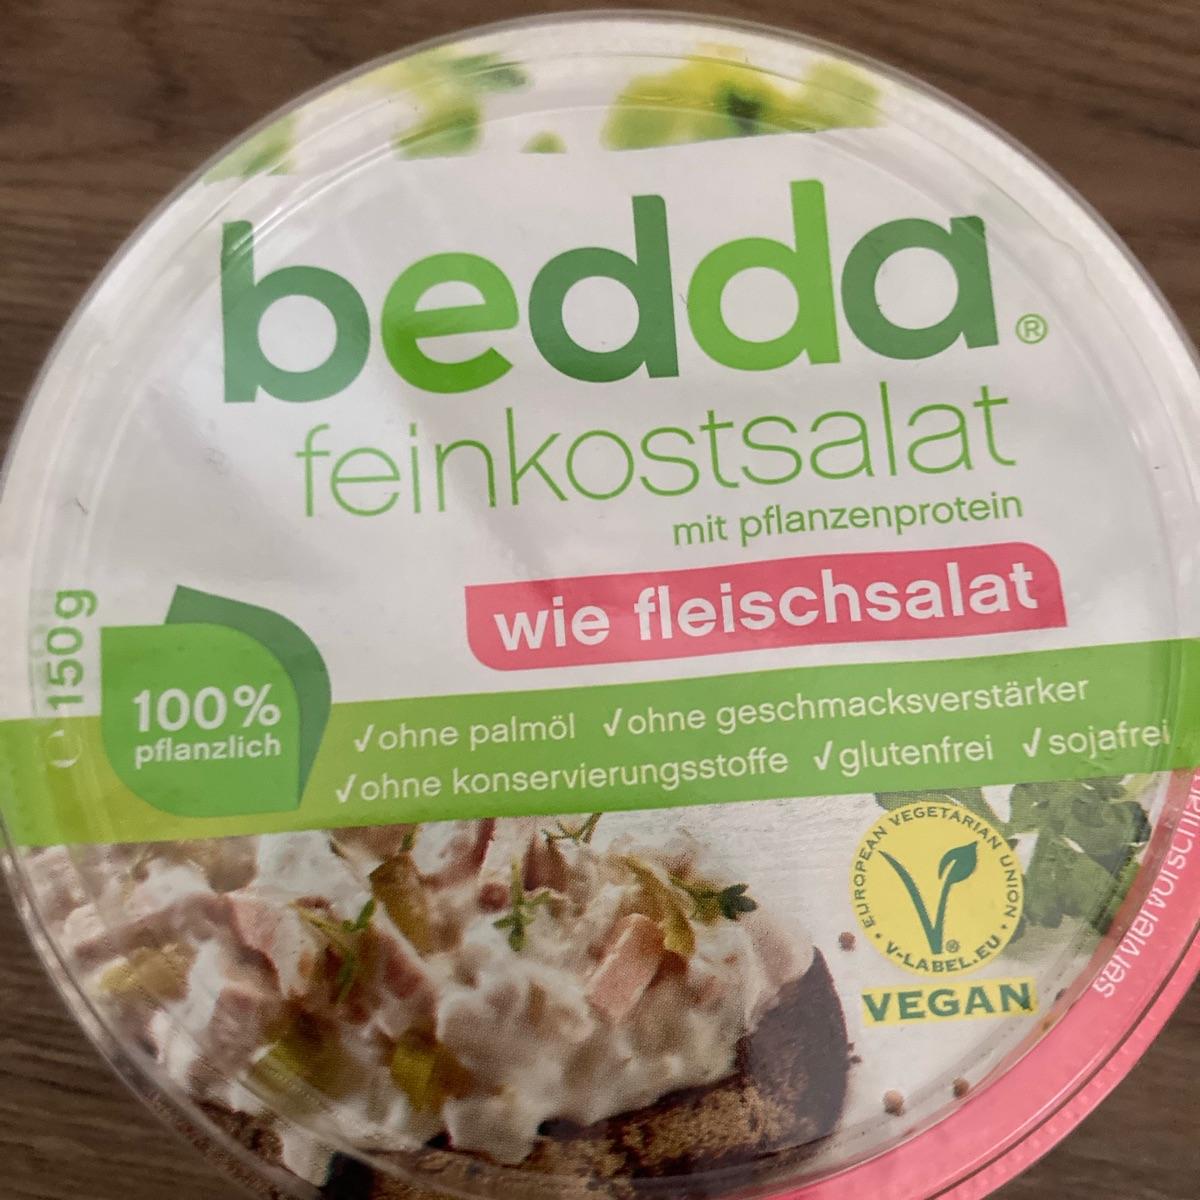 bedda®
feinkostsalat
mit pflanzenprotein
wie fleischsalat
e 150g
100%
pflanzlich
✓ohne palmöl ✓ohne geschmacksverstärker
✓ohne konservierungsstoffe ✓glutenfrei ✓sojafrei
EUROPEAN VEGETARIAN UNION
V-LABEL.EU
®
VEGAN
serviervorschlag